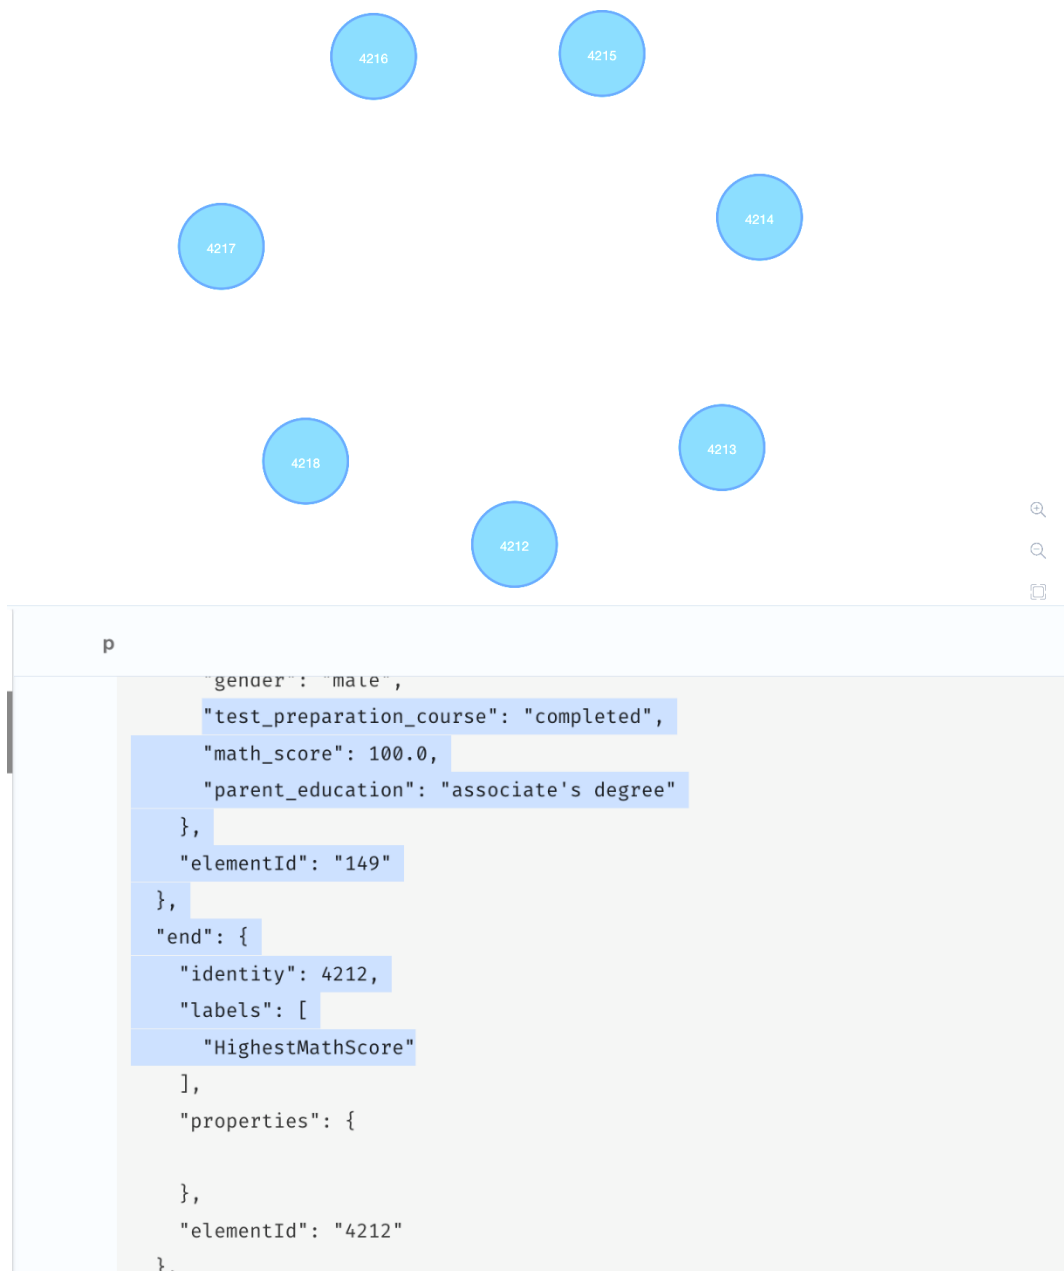 4216
4215
4217
4214
4218
4213
4212
p
"gender": "male",
"test_preparation_course": "completed",
"math_score": 100.0,
"parent_education": "associate's degree"
},
"elementId": "149"
},
"end": {
"identity": 4212,
"labels": [
"HighestMathScore"
],
"properties": {
},
"elementId": "4212"
},